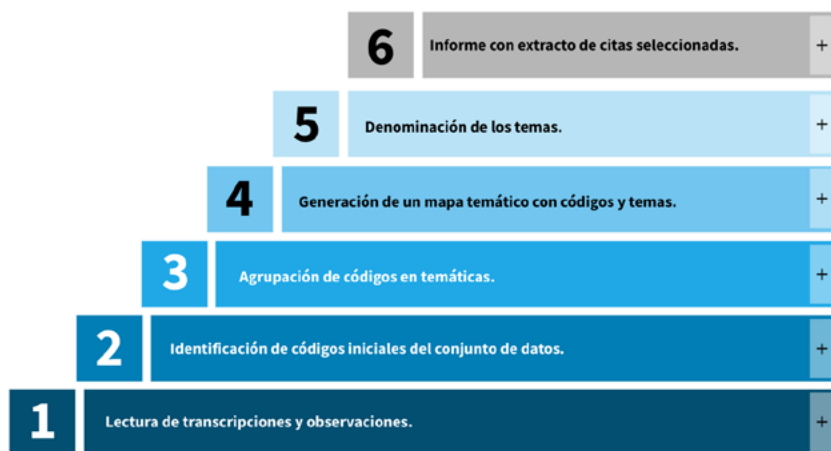 6 Informe con extracto de citas seleccionadas. +
5 Denominación de los temas. +
4 Generación de un mapa temático con códigos y temas. +
3 Agrupación de códigos en temáticas. +
2 Identificación de códigos iniciales del conjunto de datos. +
1 Lectura de transcripciones y observaciones. +